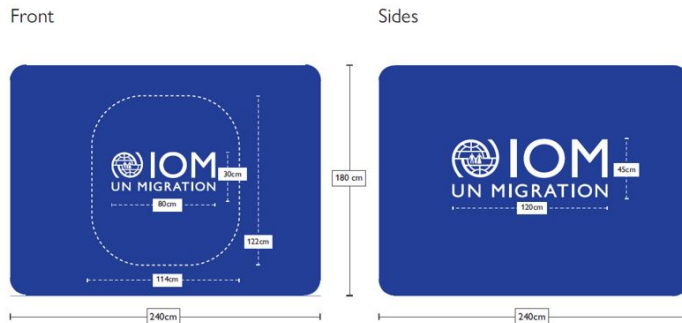 Front
Sides
IOM
UN MIGRATION
30cm
80cm
122cm
114cm
240cm
180 cm
IOM
UN MIGRATION
45cm
120cm
240cm